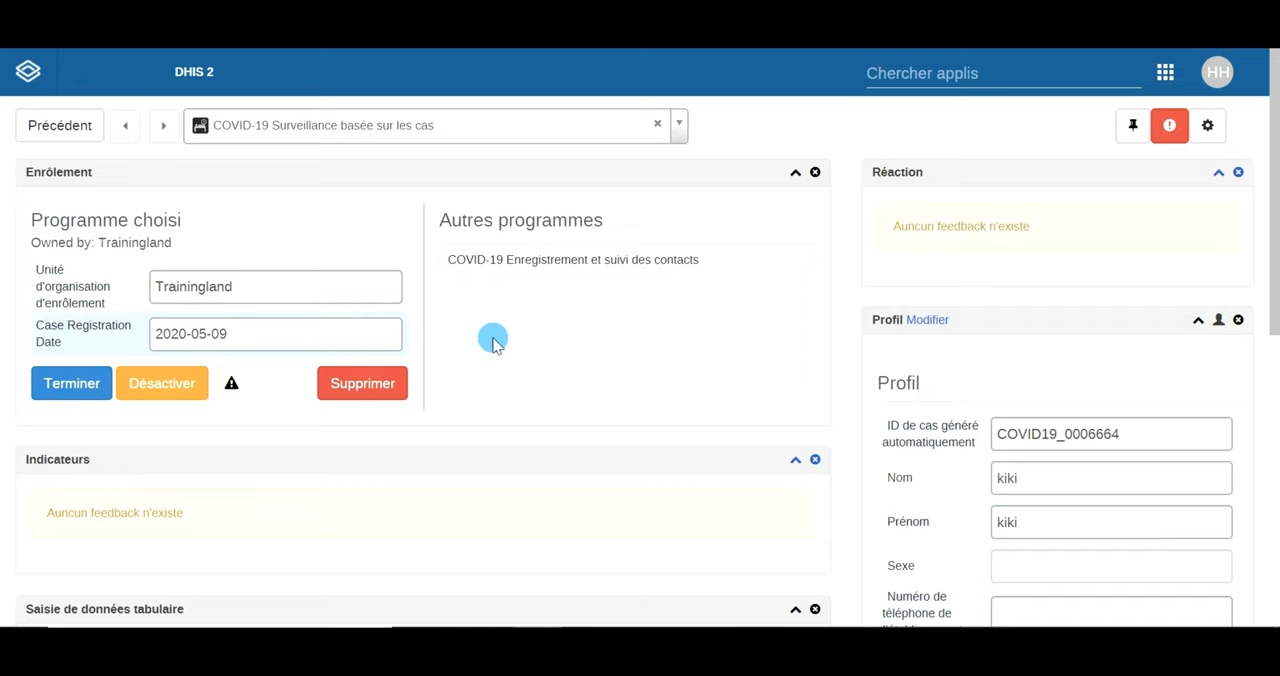 DHIS 2
Chercher applis
HH
Précédent
COVID-19 Surveillance basée sur les cas
Enrôlement
Programme choisi
Owned by: Trainingland
Unité
d'organisation
d'enrôlement
Trainingland
Case Registration
Date
2020-05-09
Terminer
Désactiver
Supprimer
Autres programmes
COVID-19 Enregistrement et suivi des contacts
Indicateurs
Auncun feedback n'existe
Saisie de données tabulaire
Réaction
Auncun feedback n'existe
Profil Modifier
Profil
ID de cas généré
automatiquement
COVID19_0006664
Nom
kiki
Prénom
kiki
Sexe
Numéro de
téléphone de